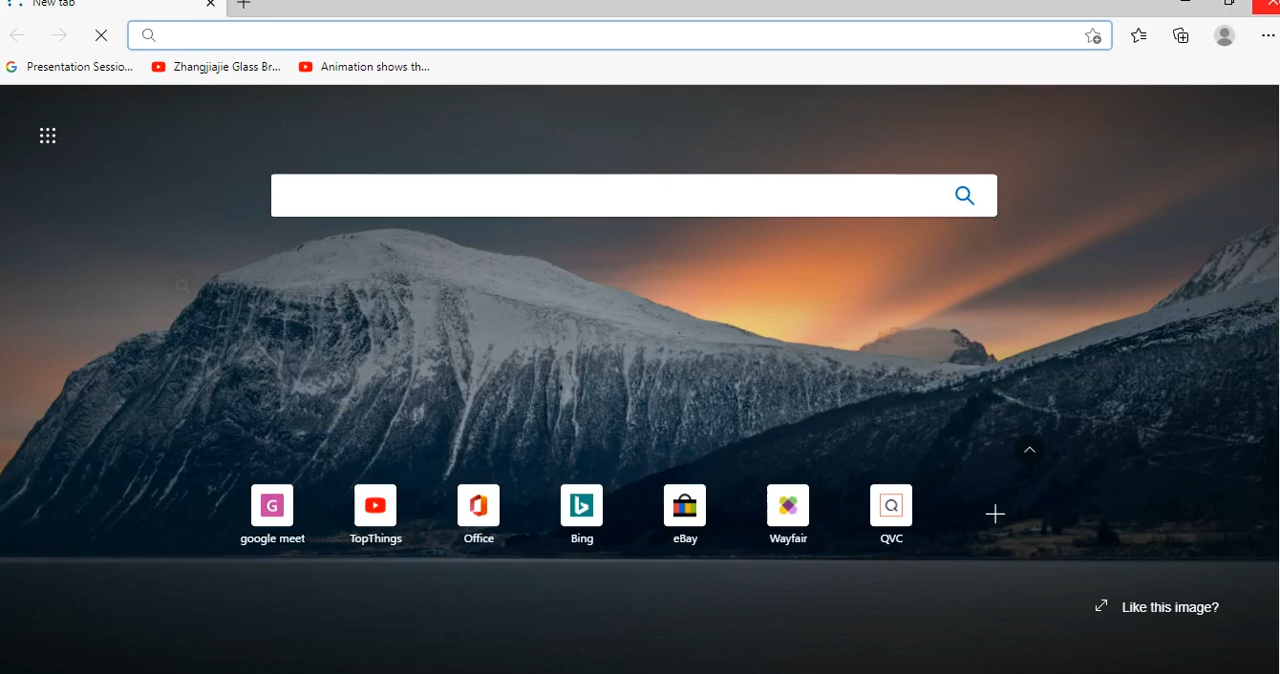 New tab
Presentation Sessio... Zhangjiajie Glass Br... Animation shows th...
G
google meet TopThings Office Bing eBay Wayfair QVC
Like this image?